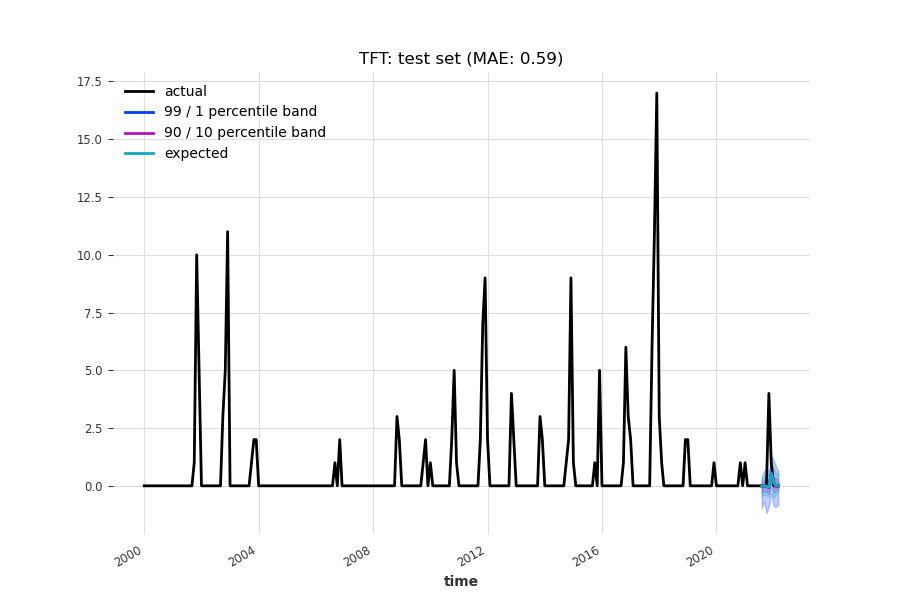 TFT: test set (MAE: 0.59)
17.5
15.0
12.5
10.0
7.5
5.0
2.5
0.0
actual
99 / 1 percentile band
90 / 10 percentile band
expected
2000
2004
2008
2012
2016
2020
time